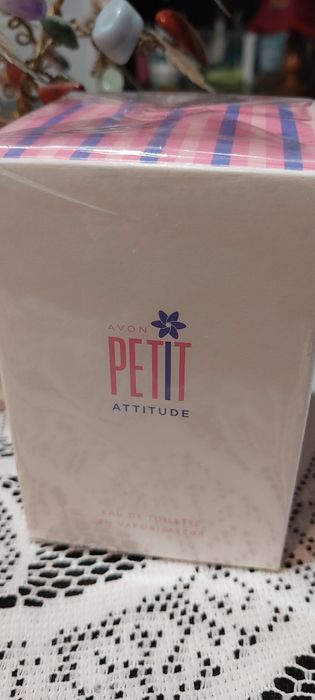 AVON
PETIT
ATTITUDE
EAU DE TOILETTE
EN VAPORISATEUR